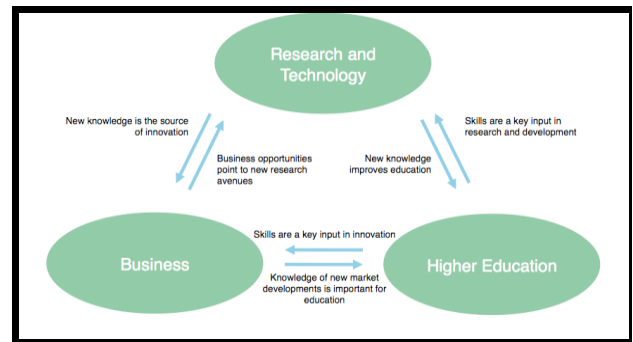 Research and
Technology
New knowledge is the source
of innovation
Skills are a key input in
research and development
Business opportunities
point to new research
avenues
New knowledge
improves education
Skills are a key input in innovation
Business
Higher Education
Knowledge of new market
developments is important for
education